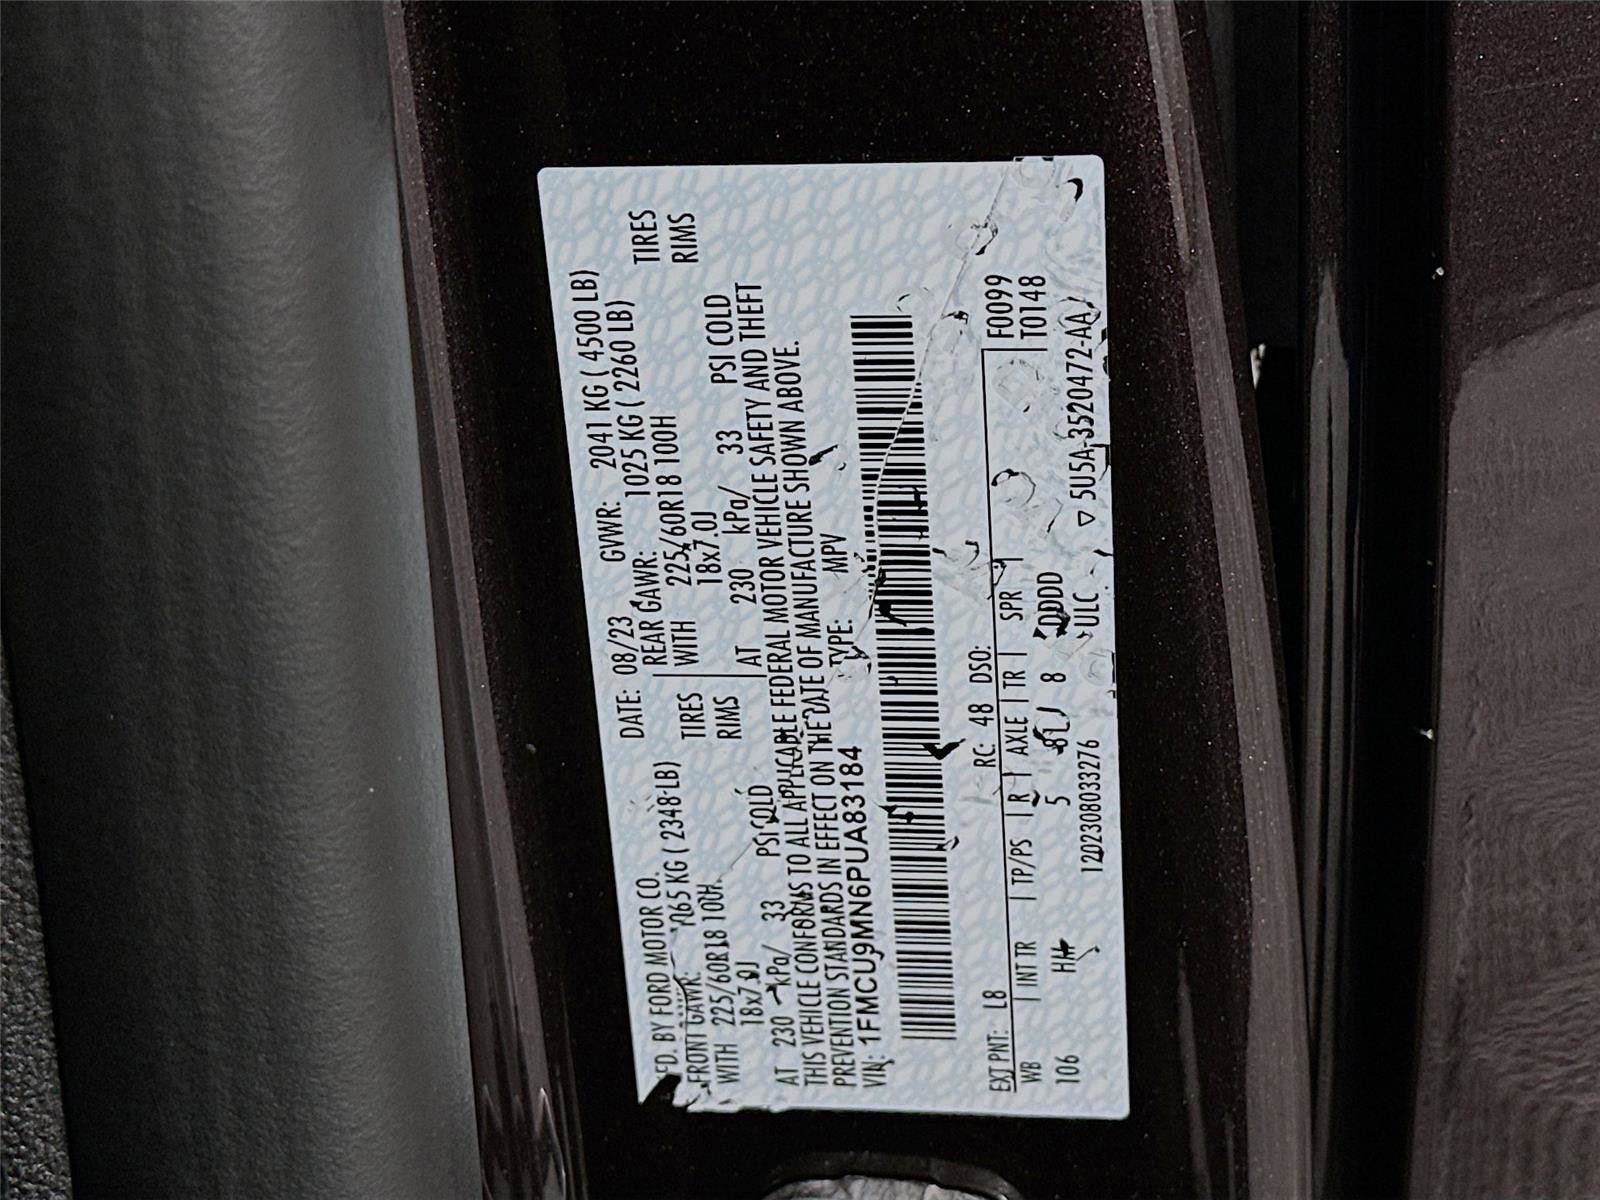 MFD. BY FORD MOTOR CO. DATE: 08/23 GVWR: 2041 KG ( 4500 LB)
FRONT GAWR: 1065 KG ( 2348 LB) REAR GAWR: 1025 KG ( 2260 LB)
WITH 225/60R18 100H TIRES WITH 225/60R18 100H TIRES
18x7.0J RIMS 18x7.0J RIMS
AT 230 kPa/ 33 PSI COLD AT 230 kPa/ 33 PSI COLD
THIS VEHICLE CONFORMS TO ALL APPLICABLE FEDERAL MOTOR VEHICLE SAFETY AND THEFT
PREVENTION STANDARDS IN EFFECT ON THE DATE OF MANUFACTURE SHOWN ABOVE.
VIN: 1FMCU9MN6PUA83184 TYPE: MPV
EXT PNT: L8 RC: 48 DSO: F0099
WB INT TR TP/PS R AXLE TR SPR T0148
106 5 8 DDDD
1202308033276 ULC 5U5A-3520472-AA